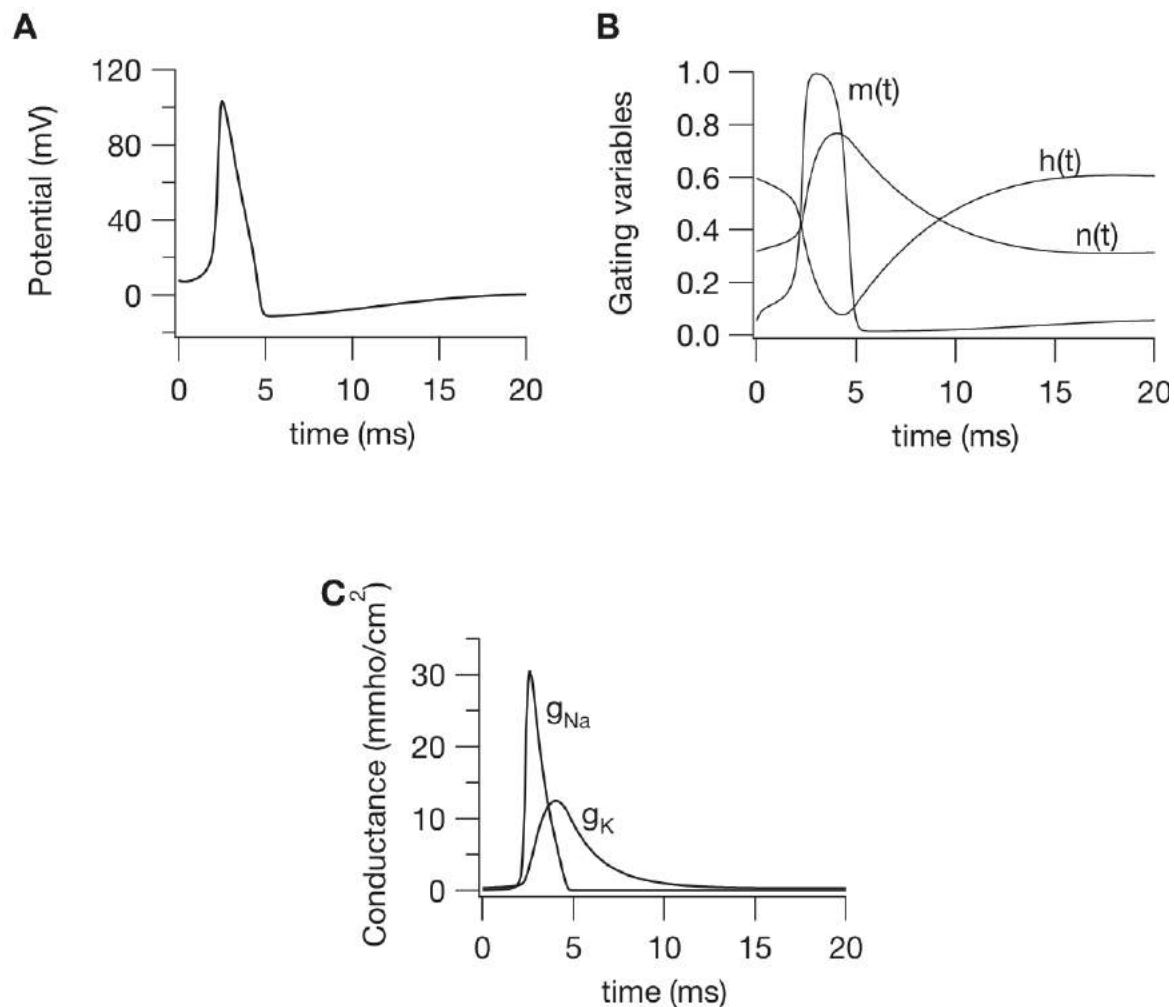 A
Potential (mV)
120
80
40
0
0 5 10 15 20
time (ms)
B
Gating variables
1.0
0.8
0.6
0.4
0.2
0.0
m(t)
h(t)
n(t)
0 5 10 15 20
time (ms)
C
Conductance (mmho/cm²)
30
20
10
0
gNa
gK
0 5 10 15 20
time (ms)